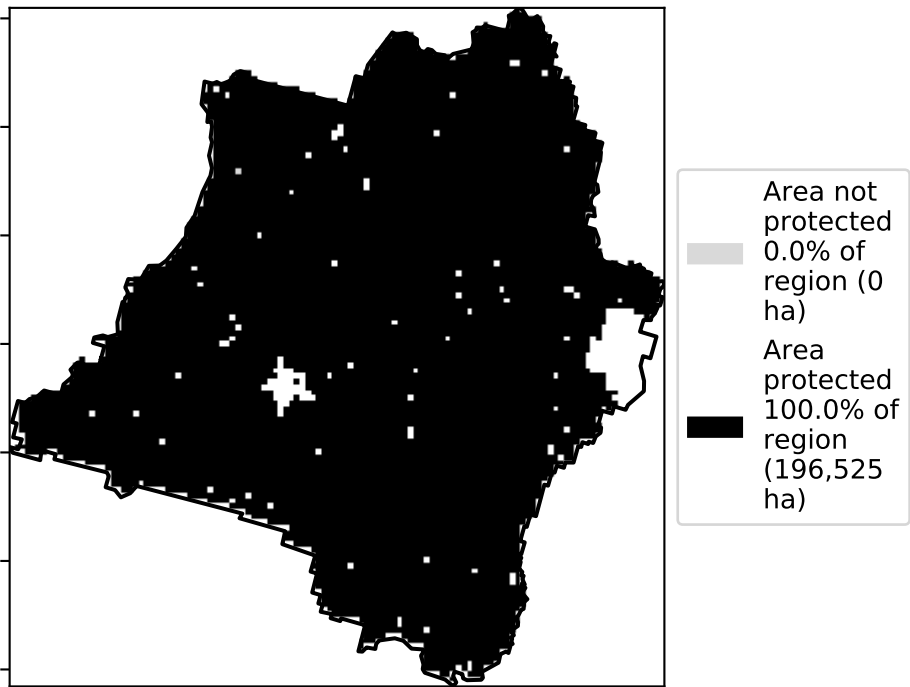 Area not
protected
0.0% of
region (0
ha)
Area
protected
100.0% of
region
(196,525
ha)